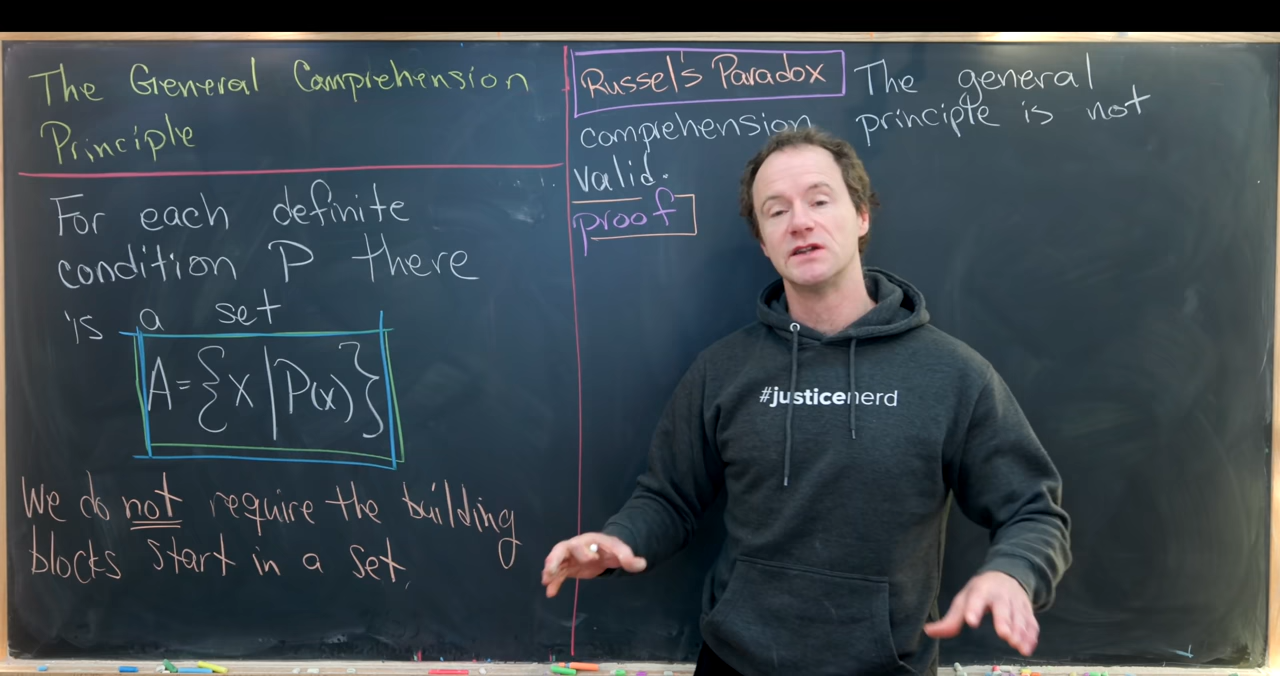 The General Comprehension
Principle
For each definite
condition P there
is a set
A={x|P(x)}
We do not require the building
blocks start in a set.
Russel's Paradox The general
comprehension principle is not
valid.
proof
#justicenerd